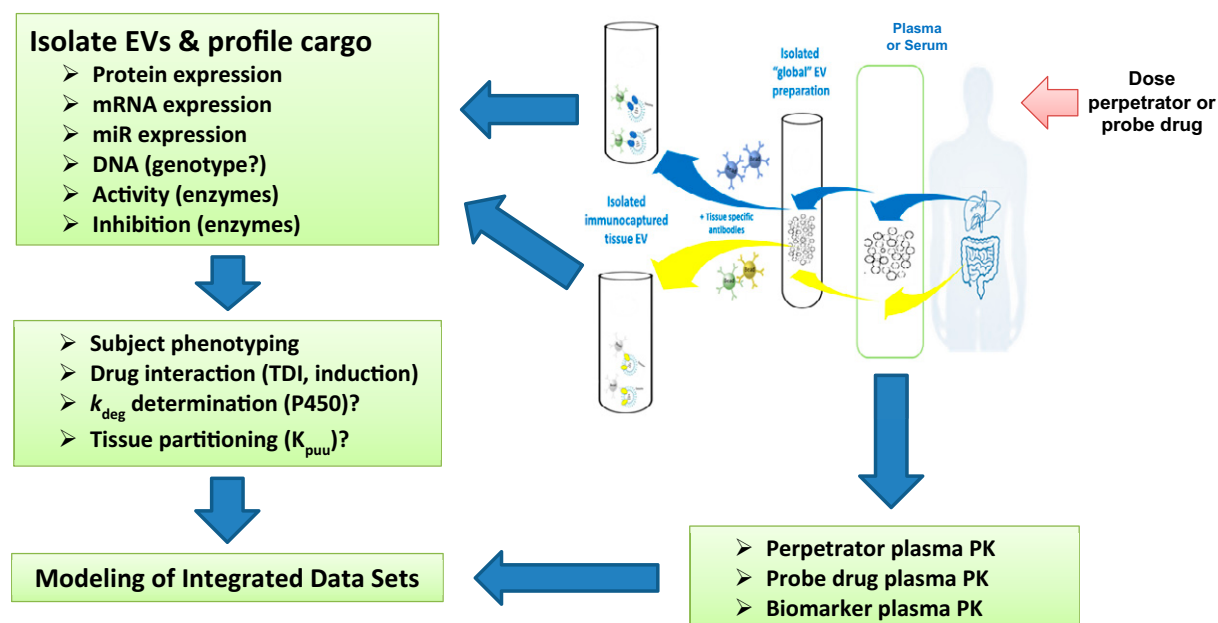 Isolate EVs & profile cargo
➢ Protein expression
➢ mRNA expression
➢ miR expression
➢ DNA (genotype?)
➢ Activity (enzymes)
➢ Inhibition (enzymes)
➢ Subject phenotyping
➢ Drug interaction (TDI, induction)
➢ k_deg determination (P450)?
➢ Tissue partitioning (K_puu)?
Modeling of Integrated Data Sets
Isolated
immunocaptured
tissue EV
+ Tissue specific
antibodies
Isolated
"global" EV
preparation
Plasma
or Serum
Dose
perpetrator or
probe drug
➢ Perpetrator plasma PK
➢ Probe drug plasma PK
➢ Biomarker plasma PK